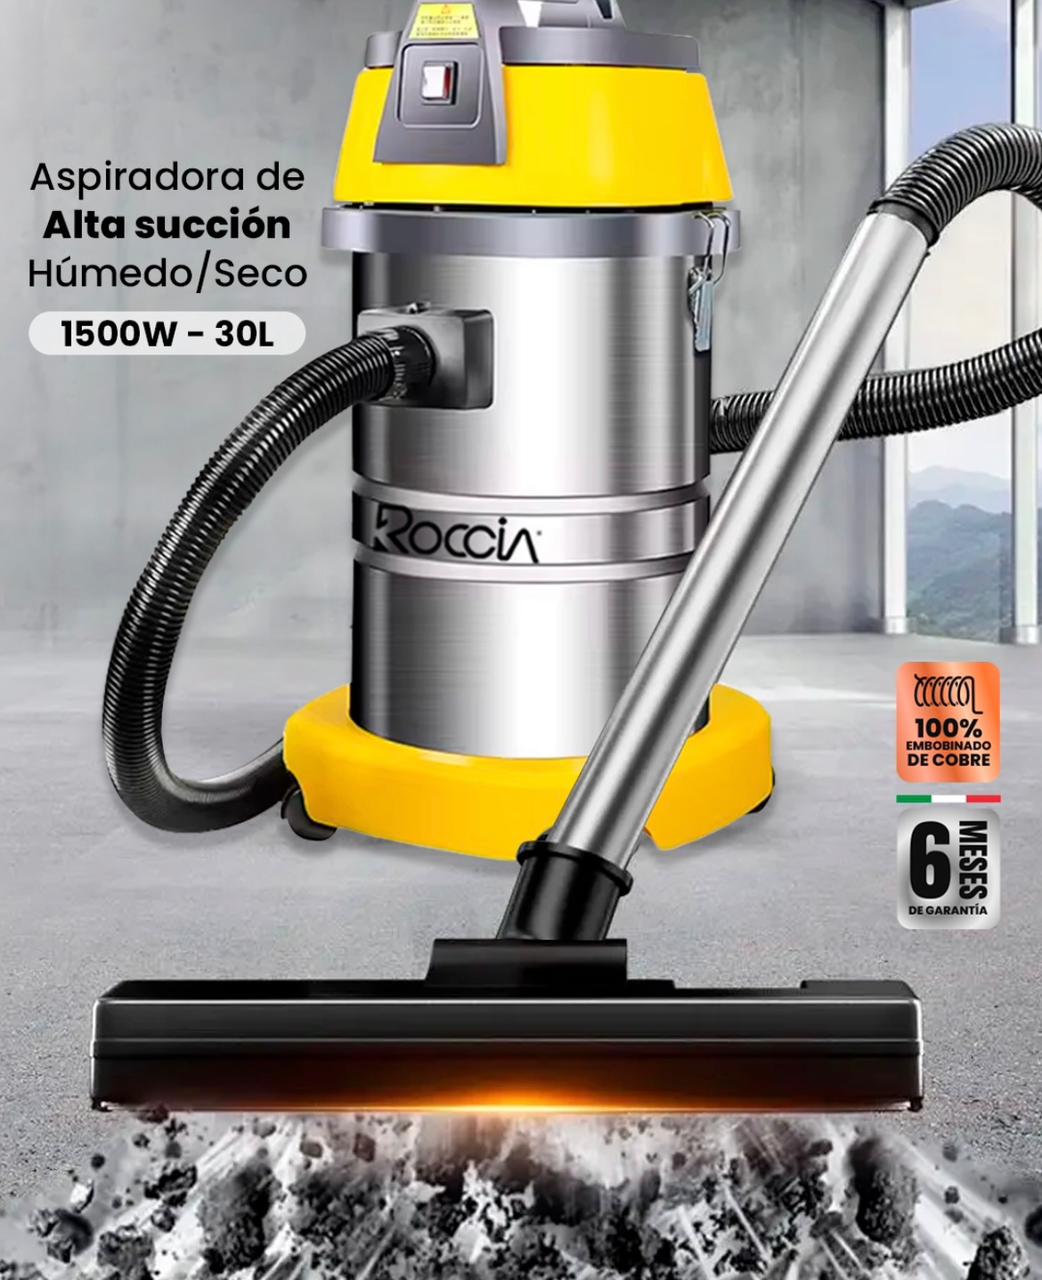 Aspiradora de
Alta succión
Húmedo/Seco
1500W - 30L
Roccia
100%
EMBOBINADO
DE COBRE
6 MESES
DE GARANTÍA